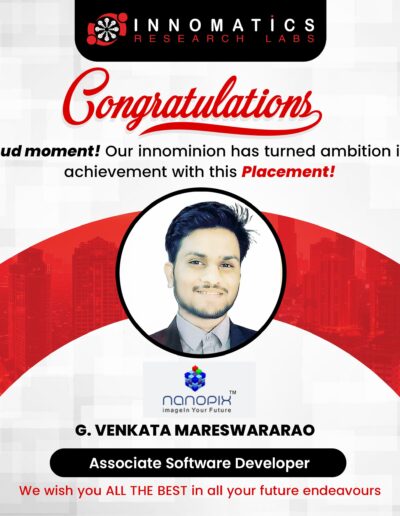 INNOMATICS
RESEARCH LABS
Congratulations
ud moment! Our innominion has turned ambition i
achievement with this Placement!
nanopix TM
imageIn Your Future
G. VENKATA MARESWARARAO
Associate Software Developer
We wish you ALL THE BEST in all your future endeavours